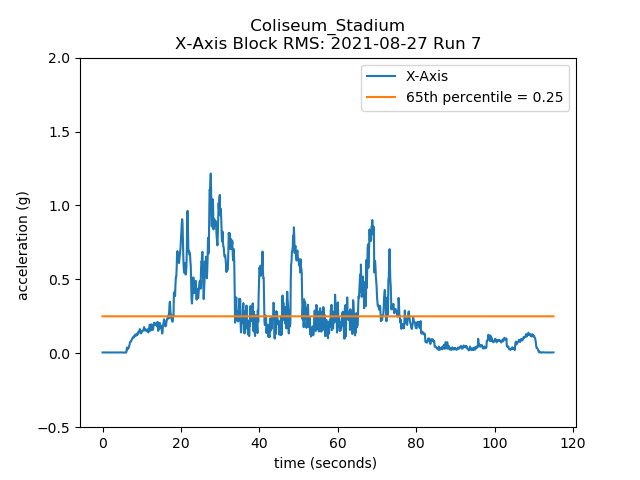 Coliseum_Stadium
X-Axis Block RMS: 2021-08-27 Run 7
X-Axis
65th percentile = 0.25
acceleration (g)
2.0
1.5
1.0
0.5
0.0
−0.5
0 20 40 60 80 100 120
time (seconds)